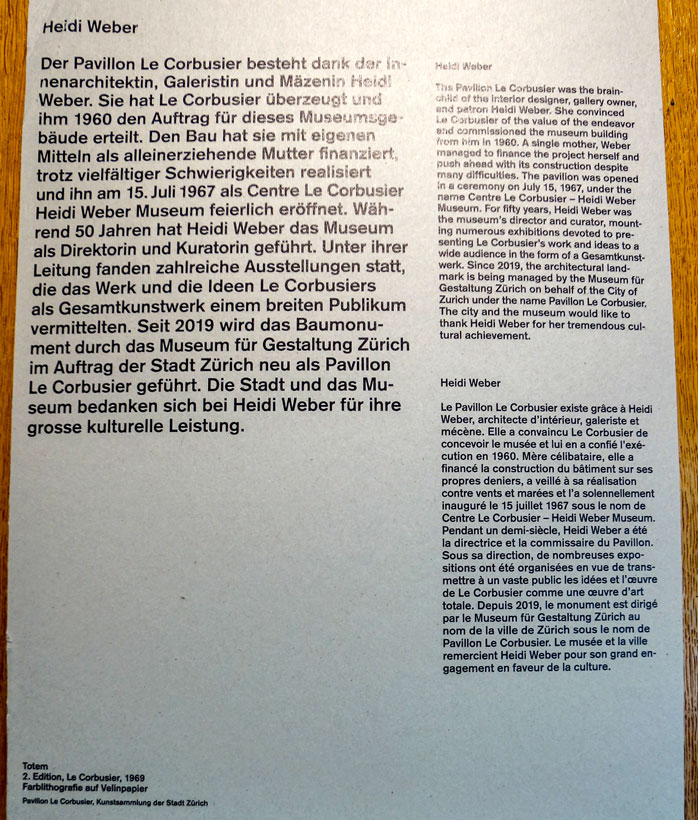 Heidi Weber
Der Pavillon Le Corbusier besteht dank der In-
nenarchitektin, Galeristin und Mäzenin Heidi
Weber. Sie hat Le Corbusier überzeugt und
ihm 1960 den Auftrag für dieses Museumsge-
bäude erteilt. Den Bau hat sie mit eigenen
Mitteln als alleinerziehende Mutter finanziert,
trotz vielfältiger Schwierigkeiten realisiert
und ihn am 15. Juli 1967 als Centre Le Corbusier
Heidi Weber Museum feierlich eröffnet. Wäh-
rend 50 Jahren hat Heidi Weber das Museum
als Direktorin und Kuratorin geführt. Unter ihrer
Leitung fanden zahlreiche Ausstellungen statt,
die das Werk und die Ideen Le Corbusiers
als Gesamtkunstwerk einem breiten Publikum
vermittelten. Seit 2019 wird das Baumonu-
ment durch das Museum für Gestaltung Zürich
im Auftrag der Stadt Zürich neu als Pavillon
Le Corbusier geführt. Die Stadt und das Mu-
seum bedanken sich bei Heidi Weber für ihre
grosse kulturelle Leistung.
Heidi Weber
The Pavilion Le Corbusier was the brain-
child of the interior designer, gallery owner,
and patron Heidi Weber. She convinced
Le Corbusier of the value of the endeavor
and commissioned the museum building
from him in 1960. A single mother, Weber
managed to finance the project herself and
push ahead with its construction despite
many difficulties. The pavilion was opened
in a ceremony on July 15, 1967, under the
name Centre Le Corbusier – Heidi Weber
Museum. For fifty years, Heidi Weber was
the museum's director and curator, mount-
ing numerous exhibitions devoted to pre-
senting Le Corbusier's work and ideas to a
wide audience in the form of a Gesamtkunst-
werk. Since 2019, the architectural land-
mark is being managed by the Museum für
Gestaltung Zürich on behalf of the City of
Zurich under the name Pavilion Le Corbusier.
The city and the museum would like to
thank Heidi Weber for her tremendous cul-
tural achievement.
Heidi Weber
Le Pavillon Le Corbusier existe grâce à Heidi
Weber, architecte d'intérieur, galeriste et
mécène. Elle a convaincu Le Corbusier de
concevoir le musée et lui en a confié l'exé-
cution en 1960. Mère célibataire, elle a
financé la construction du bâtiment sur ses
propres deniers, a veillé à sa réalisation
contre vents et marées et l'a solennellement
inauguré le 15 juillet 1967 sous le nom de
Centre Le Corbusier – Heidi Weber Museum.
Pendant un demi-siècle, Heidi Weber a été
la directrice et la commissaire du Pavillon.
Sous sa direction, de nombreuses expo-
sitions ont été organisées en vue de trans-
mettre à un vaste public les idées et l'œuvre
de Le Corbusier comme une œuvre d'art
totale. Depuis 2019, le monument est dirigé
par le Museum für Gestaltung Zürich au
nom de la ville de Zürich sous le nom de
Pavillon Le Corbusier. Le musée et la ville
remercient Heidi Weber pour son grand en-
gagement en faveur de la culture.
Totem
2. Edition, Le Corbusier, 1969
Farblithografie auf Velinpapier
Pavillon Le Corbusier, Kunstsammlung der Stadt Zürich